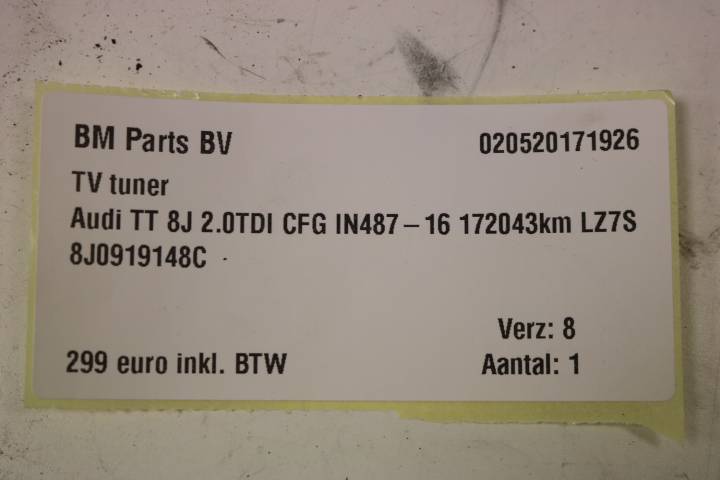 BM Parts BV 020520171926
TV tuner
Audi TT 8J 2.0TDI CFG IN487-16 172043km LZ7S
8J0919148C
Verz: 8
299 euro inkl. BTW Aantal: 1